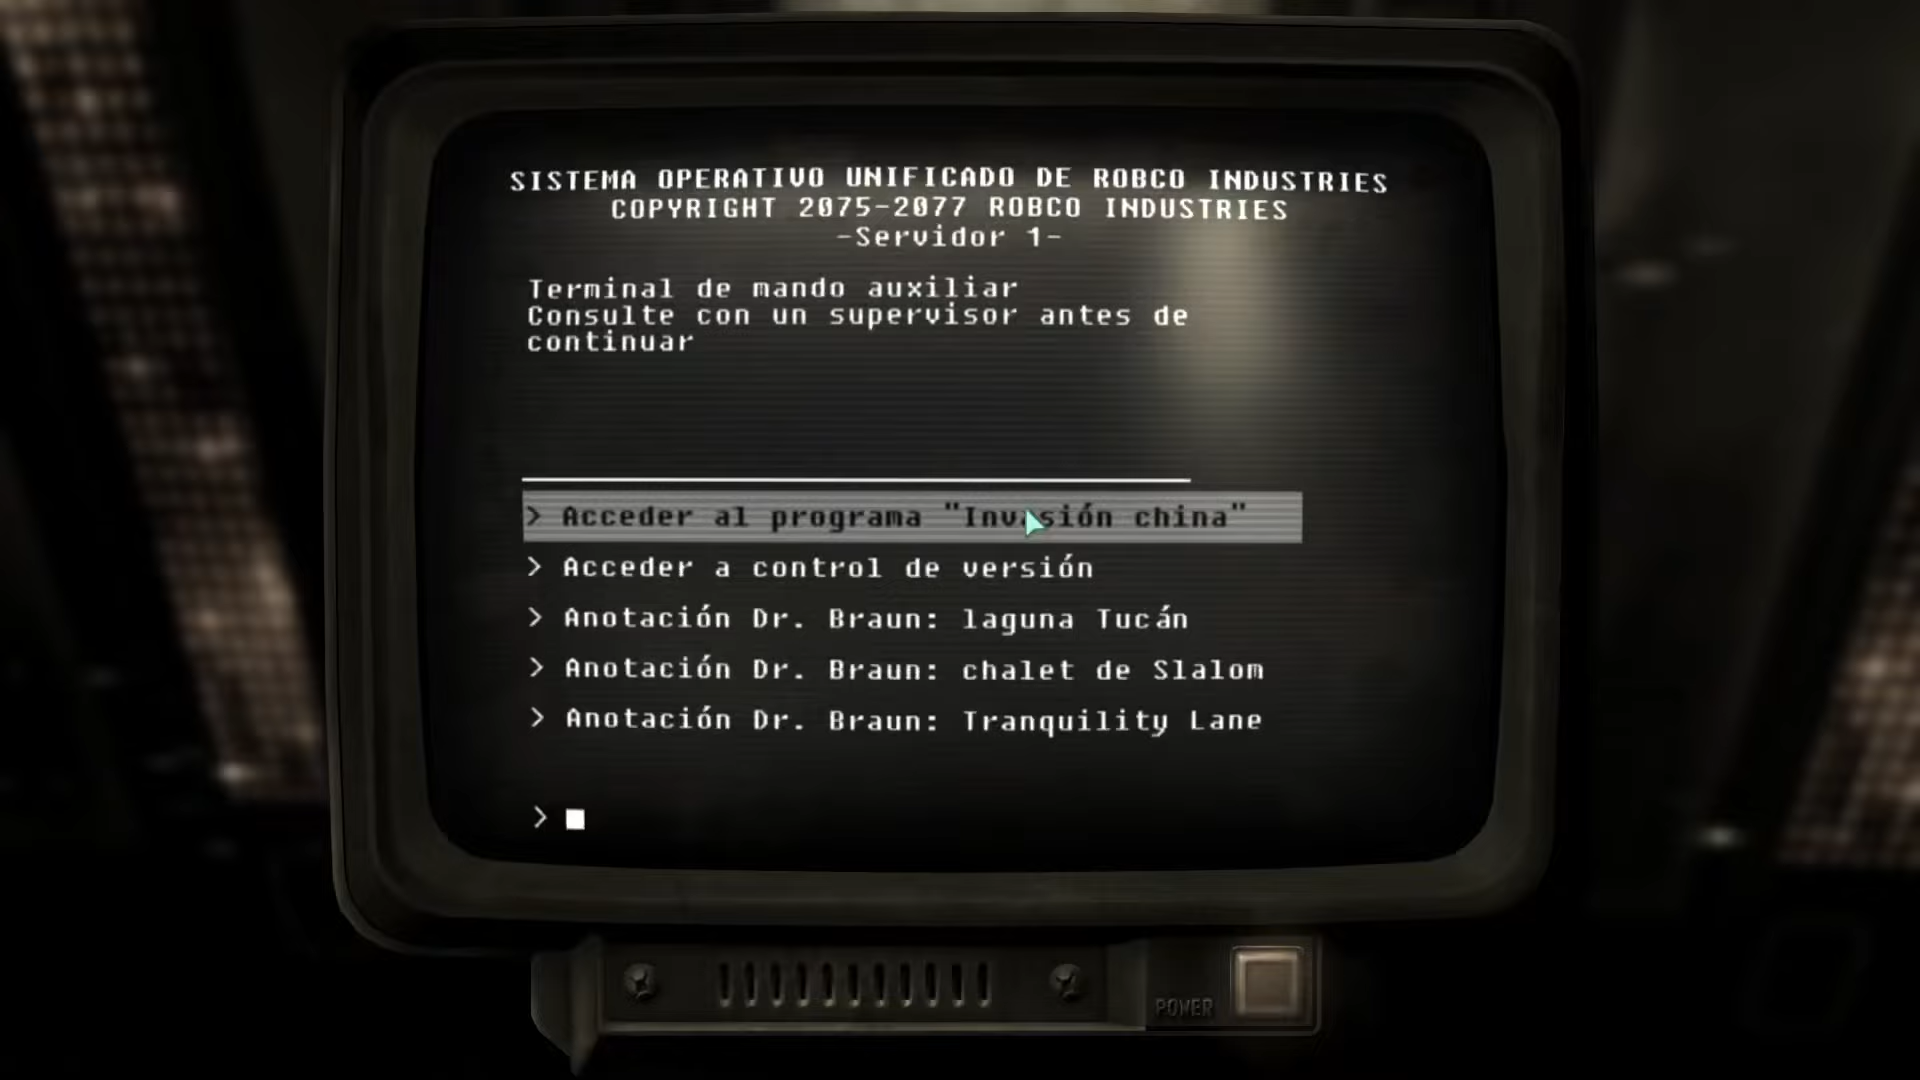 SISTEMA OPERATIVO UNIFICADO DE ROBCO INDUSTRIES
COPYRIGHT 2075-2077 ROBCO INDUSTRIES
-Servidor 1-
Terminal de mando auxiliar
Consulte con un supervisor antes de
continuar
> Acceder al programa "Invasión china"
> Acceder a control de versión
> Anotación Dr. Braun: laguna Tucán
> Anotación Dr. Braun: chalet de Slalom
> Anotación Dr. Braun: Tranquility Lane
>
POWER